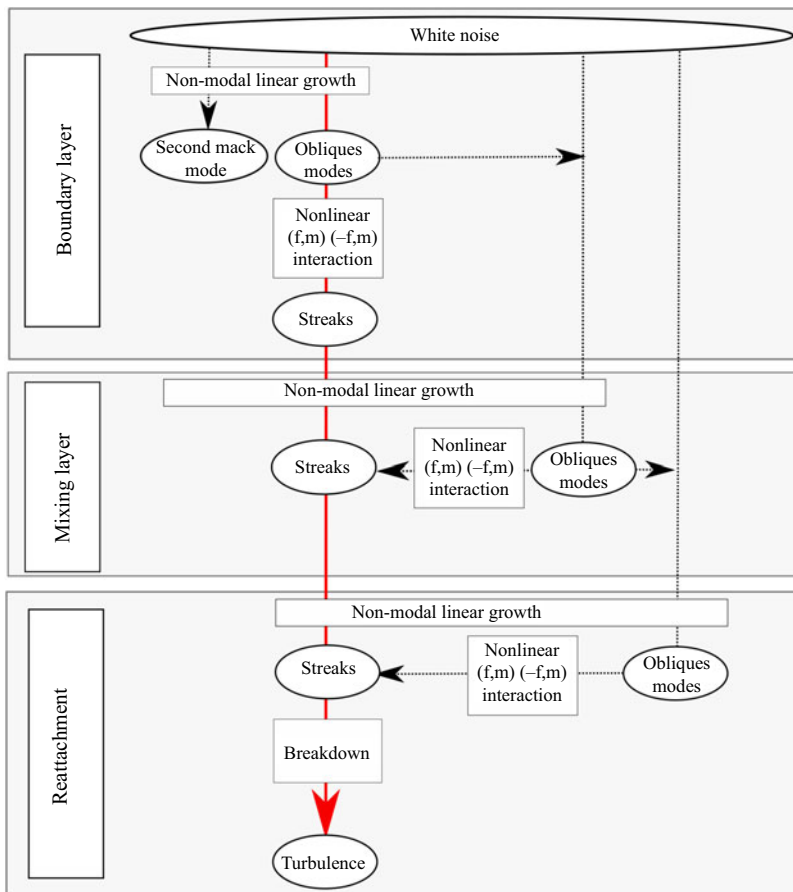 White noise
Boundary layer
Non-modal linear growth
Second mack
mode
Obliques
modes
Nonlinear
(f,m) (–f,m)
interaction
Streaks
Mixing layer
Non-modal linear growth
Streaks
Nonlinear
(f,m) (–f,m)
interaction
Obliques
modes
Reattachment
Non-modal linear growth
Streaks
Nonlinear
(f,m) (–f,m)
interaction
Obliques
modes
Breakdown
Turbulence